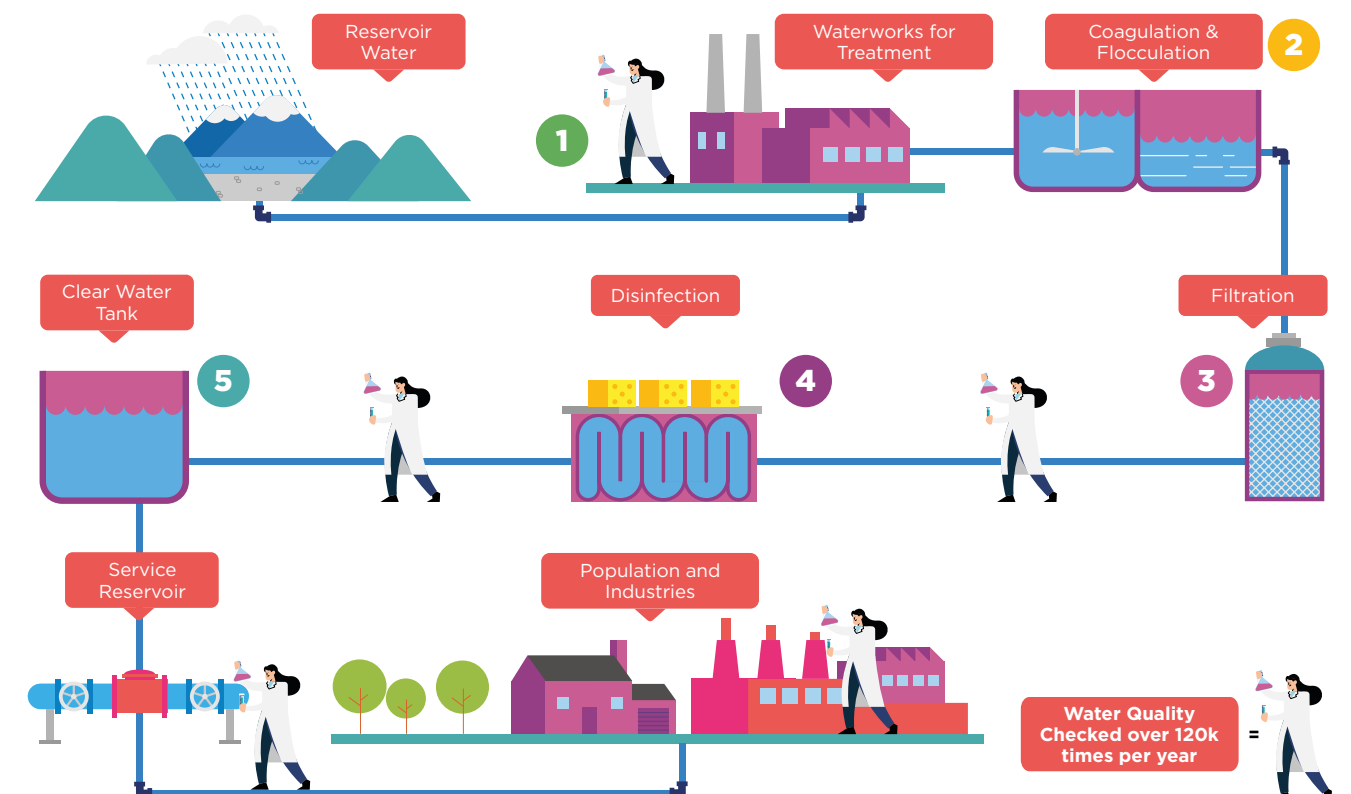 Reservoir
Water
1
Waterworks for
Treatment
Coagulation &
Flocculation
2
Clear Water
Tank
5
Disinfection
4
Filtration
3
Service
Reservoir
Population and
Industries
Water Quality
Checked over 120k
times per year
=